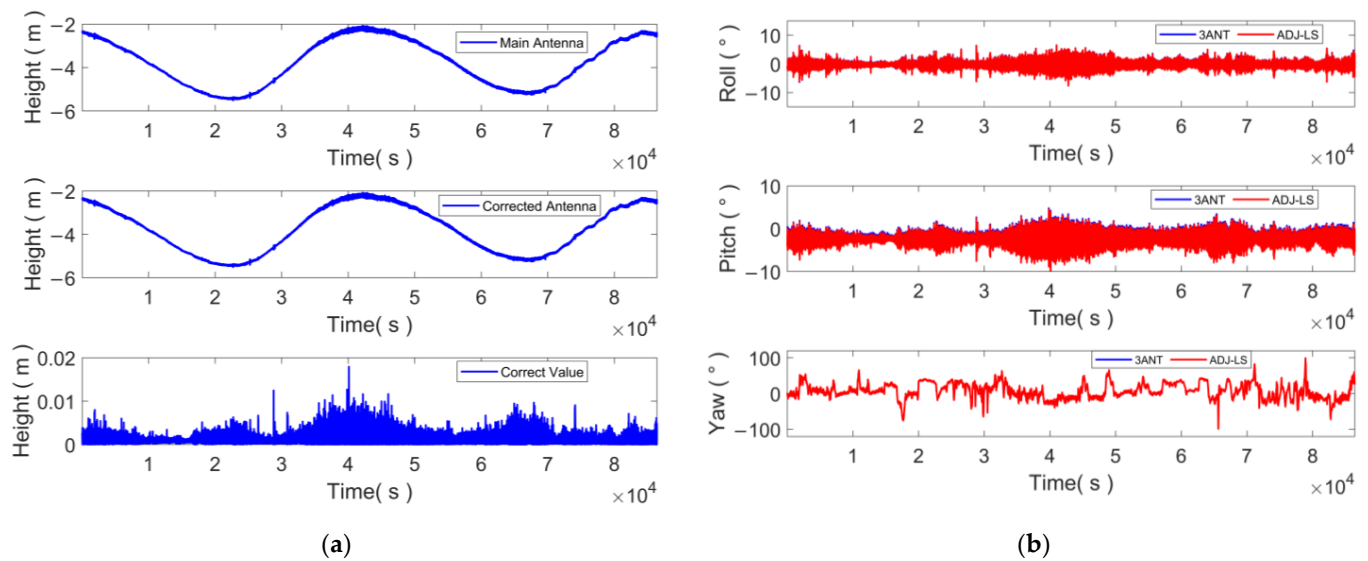 Height ( m )
-2
-4
-6
Main Antenna
1 2 3 4 5 6 7 8
Time( s )
×10^4
Height ( m )
-2
-4
-6
Corrected Antenna
1 2 3 4 5 6 7 8
Time( s )
×10^4
Height ( m )
0.02
0.01
0
Correct Value
1 2 3 4 5 6 7 8
Time( s )
×10^4
(a)
Roll ( ° )
10
0
-10
3ANT ADJ-LS
1 2 3 4 5 6 7 8
Time( s )
×10^4
Pitch ( ° )
10
0
-10
3ANT ADJ-LS
1 2 3 4 5 6 7 8
Time( s )
×10^4
Yaw ( ° )
100
0
-100
3ANT ADJ-LS
1 2 3 4 5 6 7 8
Time( s )
×10^4
(b)